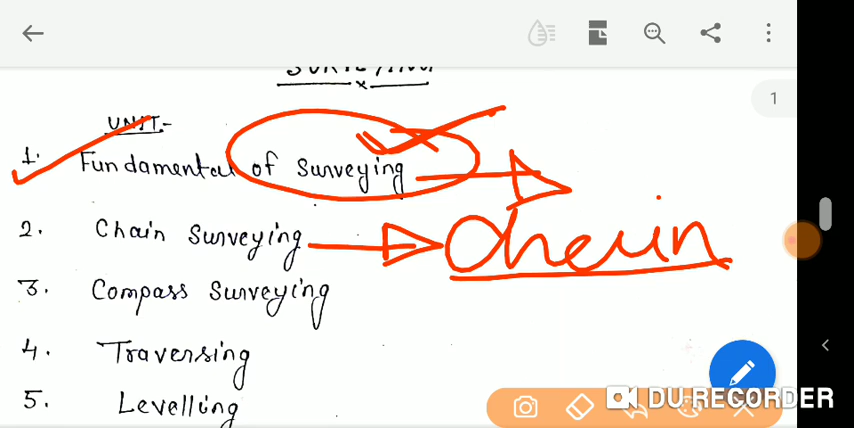 SURVEYING
1
UNIT-
1. Fundamental of Surveying
2. Chain Surveying
chain
3. Compass Surveying
4. Traversing
5. Levelling
DU RECORDER